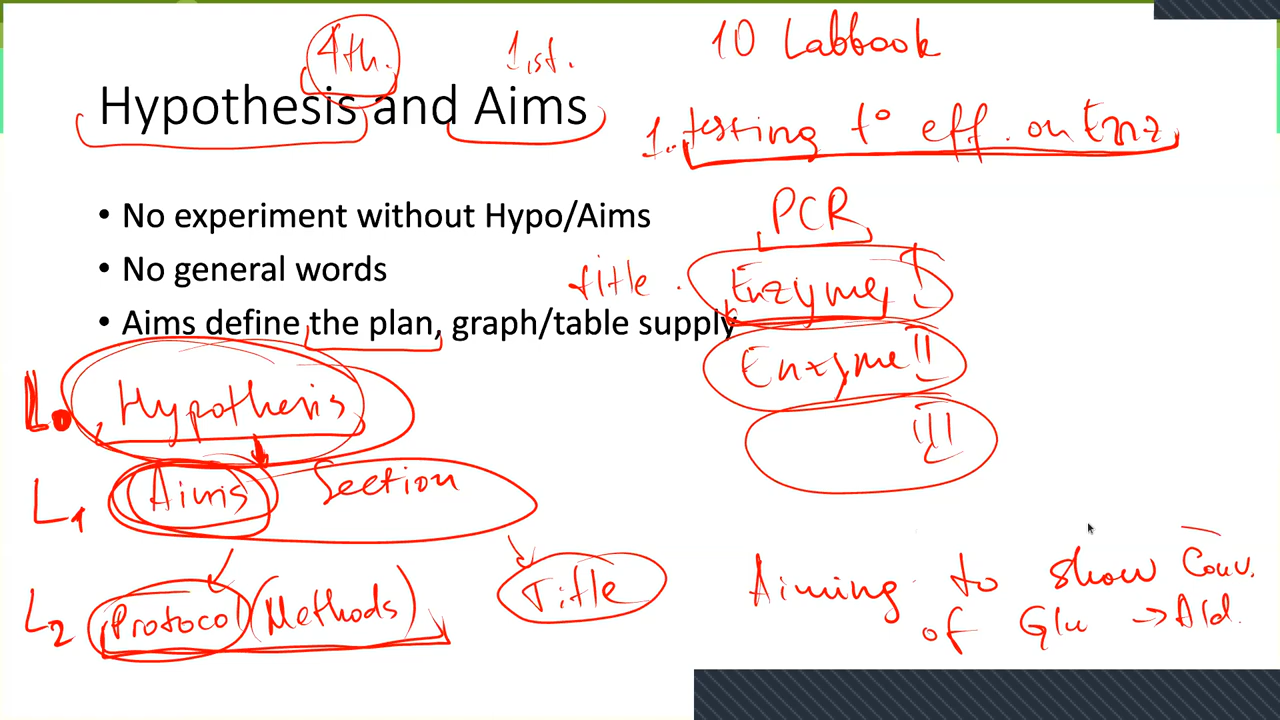 4th. 1st. 10 Labbook
Hypothesis and Aims
1. testing t° eff. on Enz
PCR
• No experiment without Hypo/Aims
• No general words
title. Enzyme I
• Aims define the plan, graph/table supply
Enzyme II
L0 Hypothesis
III
L1 Aims Section
Aiming to show Conv.
of Glu → Ald.
Title
L2 Protocol (Methods)